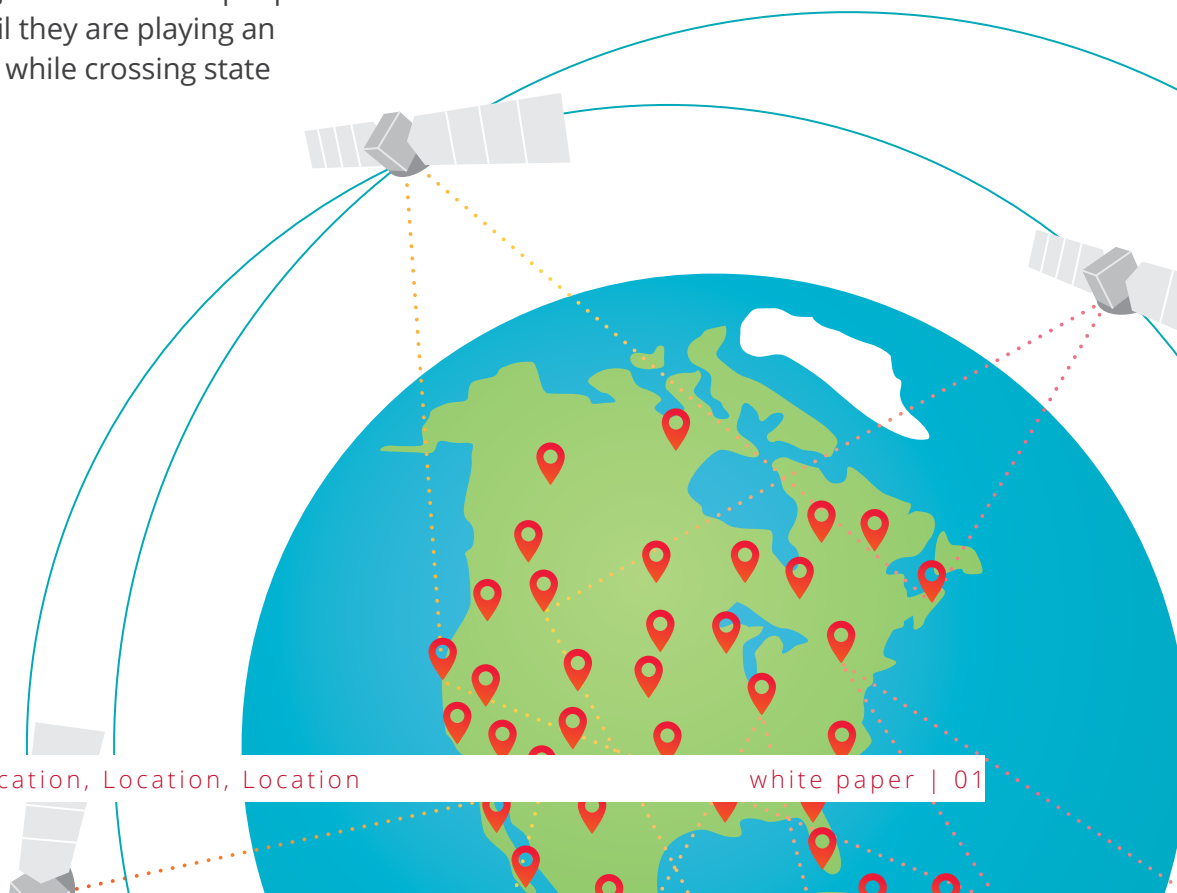 il they are playing an
while crossing state
cation, Location, Location
white paper | 01